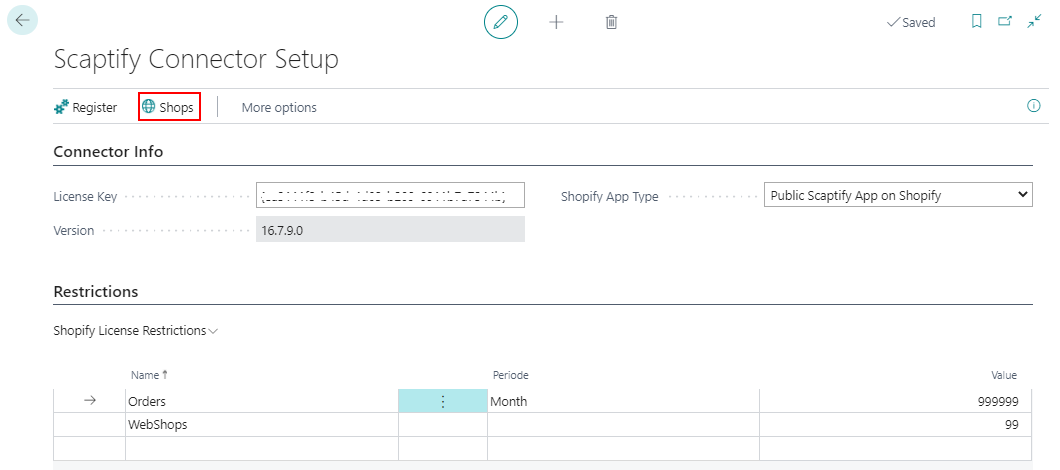 Saved
Scaptify Connector Setup
Register Shops More options
Connector Info
License Key Shopify App Type Public Scaptify App on Shopify
Version 16.7.9.0
Restrictions
Shopify License Restrictions
Name ↑ Periode Value
Orders Month 999999
WebShops 99